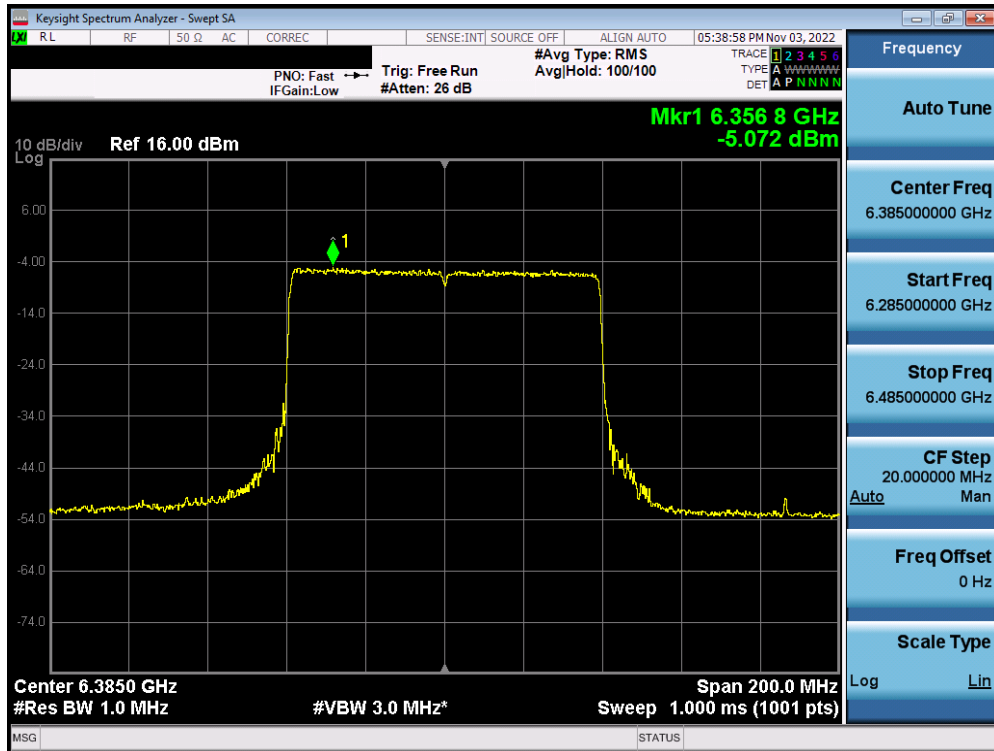 Keysight Spectrum Analyzer - Swept SA
LXI RL RF 50 Ω AC CORREC SENSE:INT SOURCE OFF ALIGN AUTO 05:38:58 PM Nov 03, 2022
PNO: Fast
IFGain:Low
Trig: Free Run
#Atten: 26 dB
#Avg Type: RMS
Avg|Hold: 100/100
TRACE 1 2 3 4 5 6
TYPE A WWWWW
DET A P N N N N
Mkr1 6.356 8 GHz
-5.072 dBm
10 dB/div
Log
Ref 16.00 dBm
6.00
-4.00
-14.0
-24.0
-34.0
-44.0
-54.0
-64.0
-74.0
1
Center 6.3850 GHz
Span 200.0 MHz
#Res BW 1.0 MHz
#VBW 3.0 MHz*
Sweep 1.000 ms (1001 pts)
MSG
STATUS
Frequency
Auto Tune
Center Freq
6.385000000 GHz
Start Freq
6.285000000 GHz
Stop Freq
6.485000000 GHz
CF Step
20.000000 MHz
Auto Man
Freq Offset
0 Hz
Scale Type
Log Lin